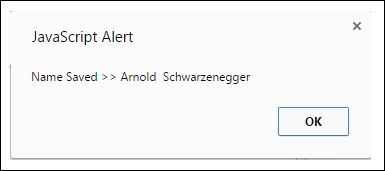 JavaScript Alert
Name Saved >> Arnold  Schwarzenegger
OK